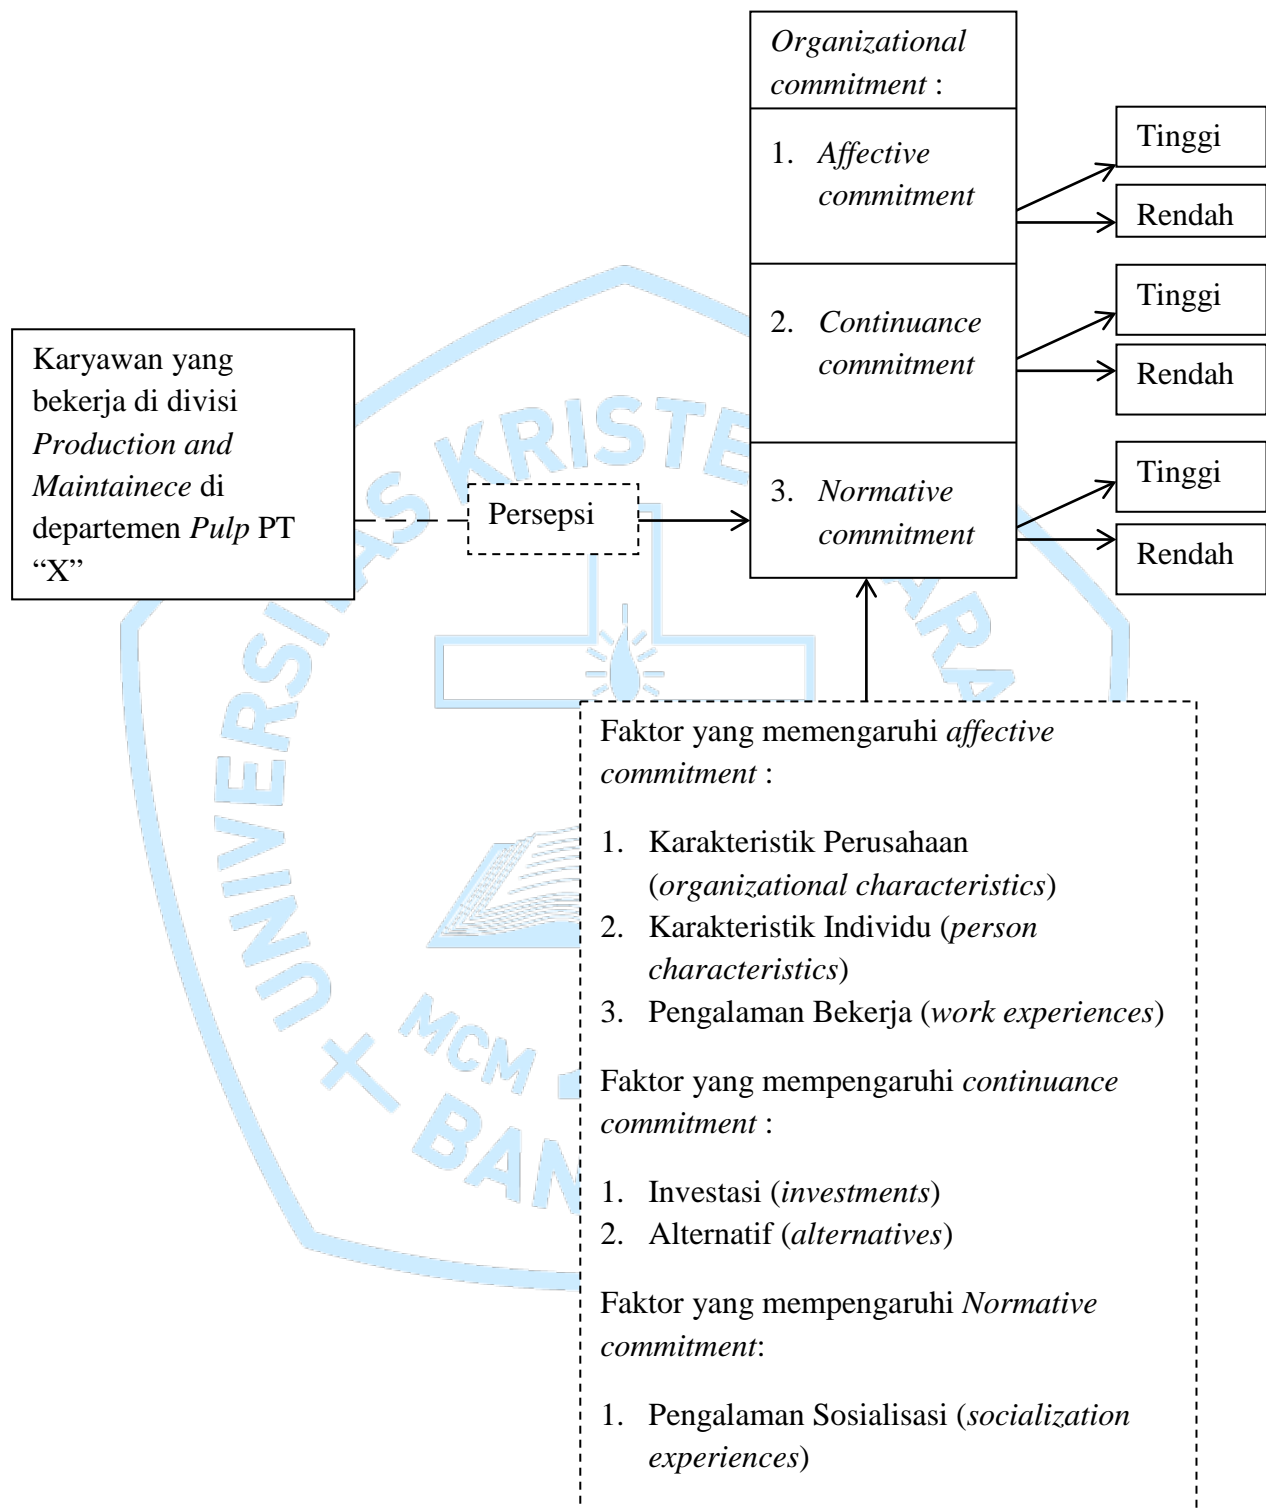 Organizational
commitment :
1. Affective
commitment
Tinggi
Rendah
2. Continuance
commitment
Tinggi
Rendah
3. Normative
commitment
Tinggi
Rendah
Karyawan yang
bekerja di divisi
Production and
Maintainece di
departemen Pulp PT
“X”
Persepsi
Faktor yang memengaruhi affective
commitment :
1. Karakteristik Perusahaan
(organizational characteristics)
2. Karakteristik Individu (person
characteristics)
3. Pengalaman Bekerja (work experiences)
Faktor yang mempengaruhi continuance
commitment :
1. Investasi (investments)
2. Alternatif (alternatives)
Faktor yang mempengaruhi Normative
commitment:
1. Pengalaman Sosialisasi (socialization
experiences)
MCM